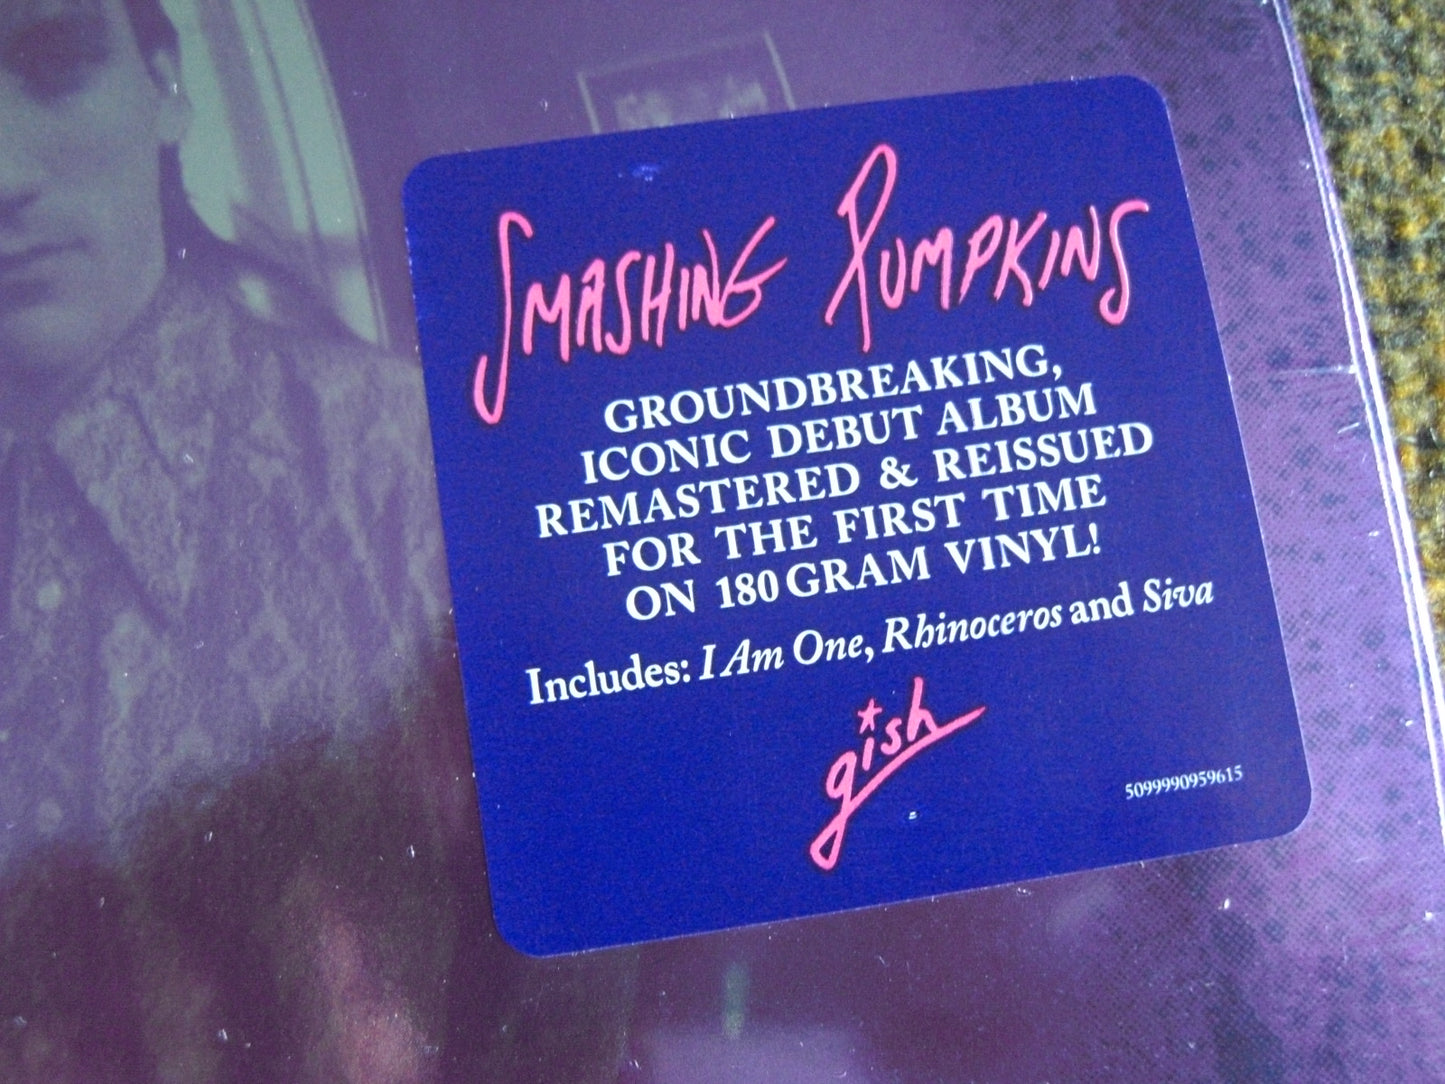 SMASHING PUMPKINS
GROUNDBREAKING,
ICONIC DEBUT ALBUM
REMASTERED & REISSUED
FOR THE FIRST TIME
ON 180 GRAM VINYL!
Includes: I Am One, Rhinoceros and Siva
gish
5099990959615